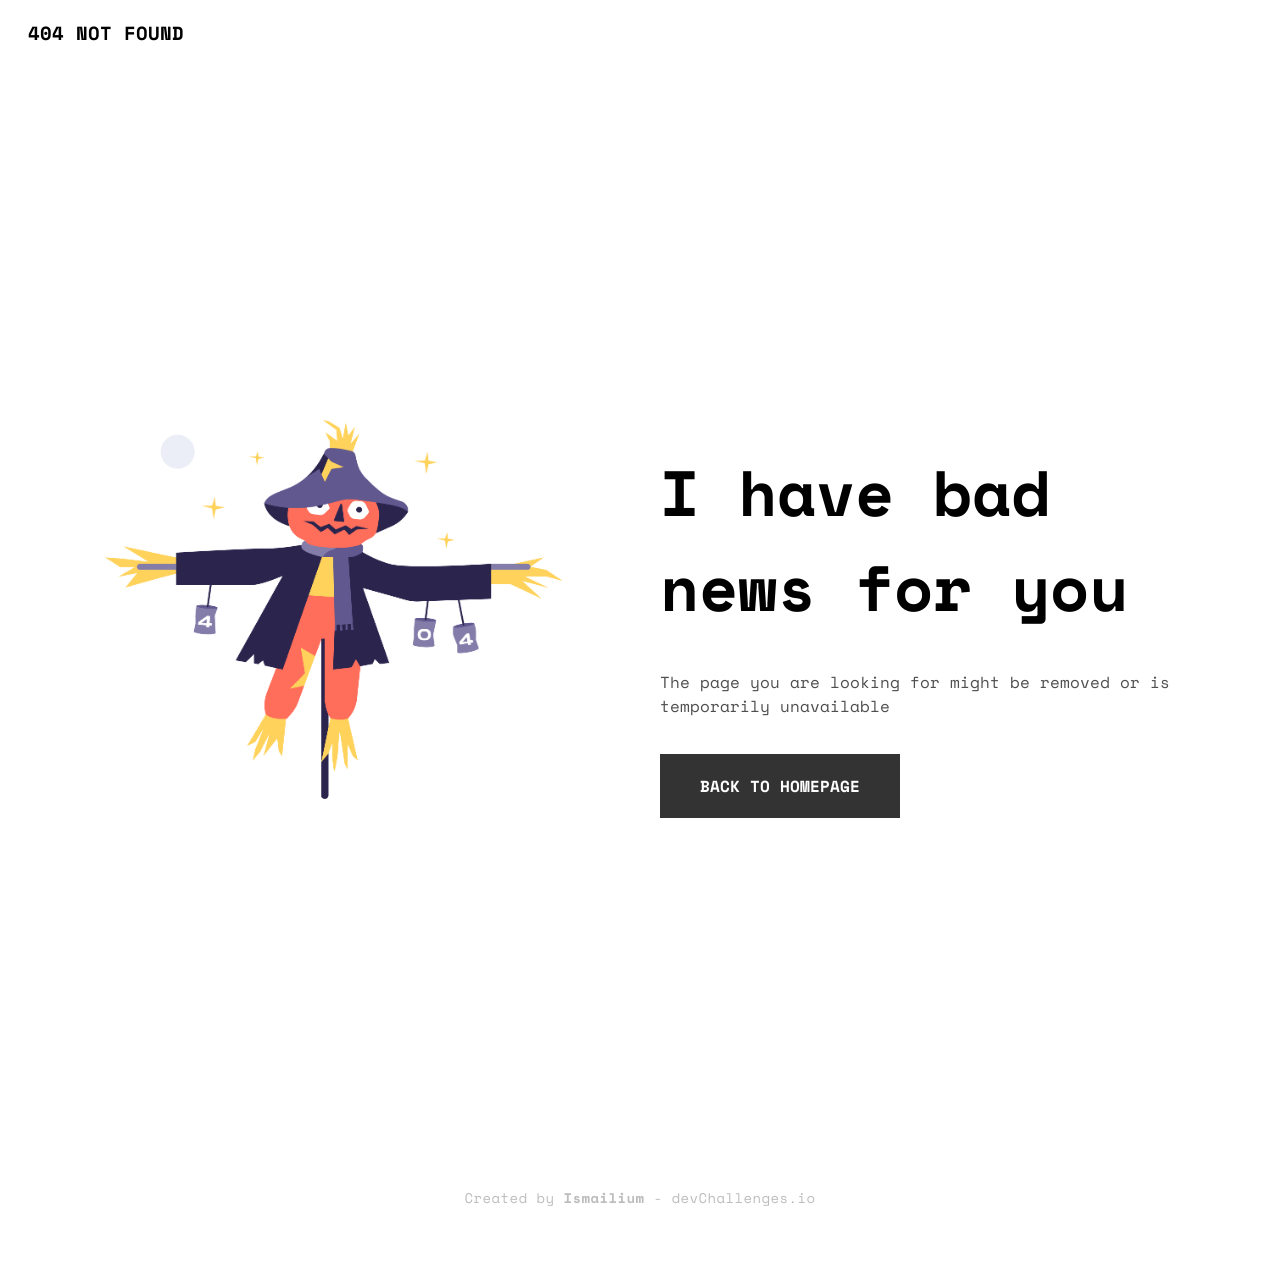 404 NOT FOUND
4
0
4
I have bad
news for you
The page you are looking for might be removed or is
temporarily unavailable
BACK TO HOMEPAGE
Created by Ismailium - devChallenges.io